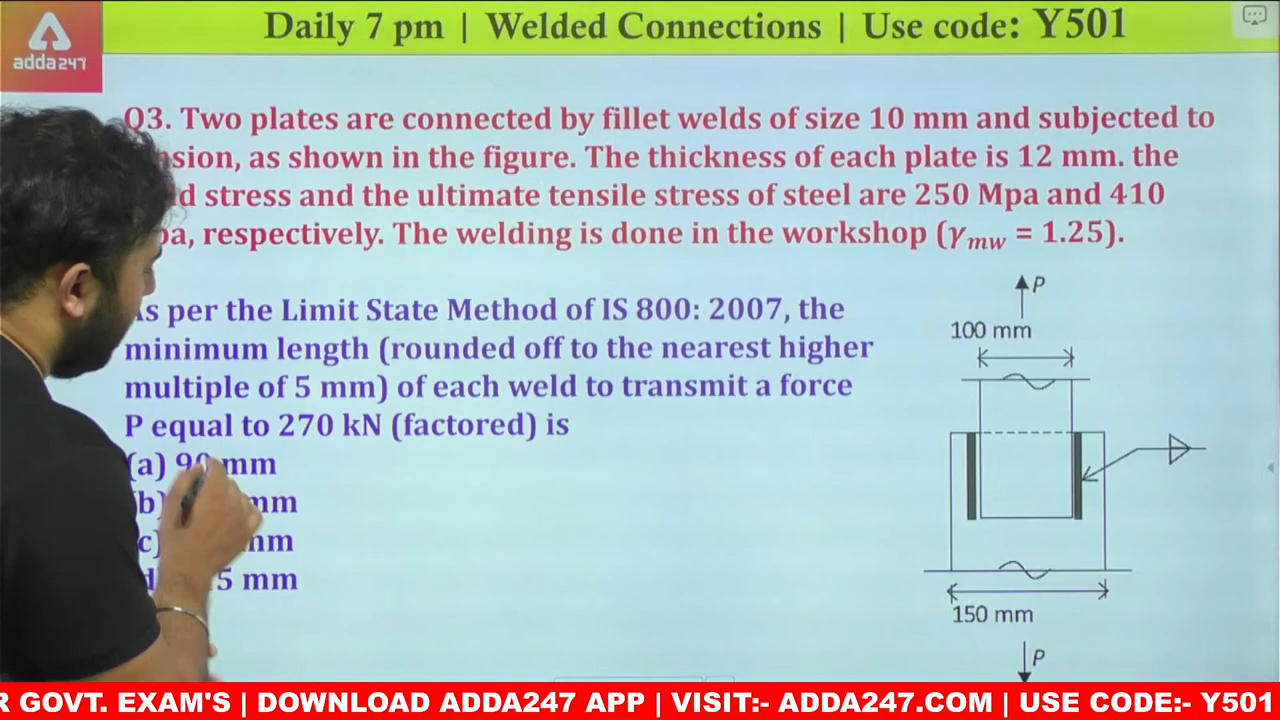 Daily 7 pm | Welded Connections | Use code: Y501
adda247
Q3. Two plates are connected by fillet welds of size 10 mm and subjected to
nsion, as shown in the figure. The thickness of each plate is 12 mm. the
d stress and the ultimate tensile stress of steel are 250 Mpa and 410
pa, respectively. The welding is done in the workshop (γmw = 1.25).
As per the Limit State Method of IS 800: 2007, the
minimum length (rounded off to the nearest higher
multiple of 5 mm) of each weld to transmit a force
P equal to 270 kN (factored) is
(a) 90 mm
(b) mm
(c) mm
5 mm
P
100 mm
150 mm
P
R GOVT. EXAM'S | DOWNLOAD ADDA247 APP | VISIT:- ADDA247.COM | USE CODE:- Y501